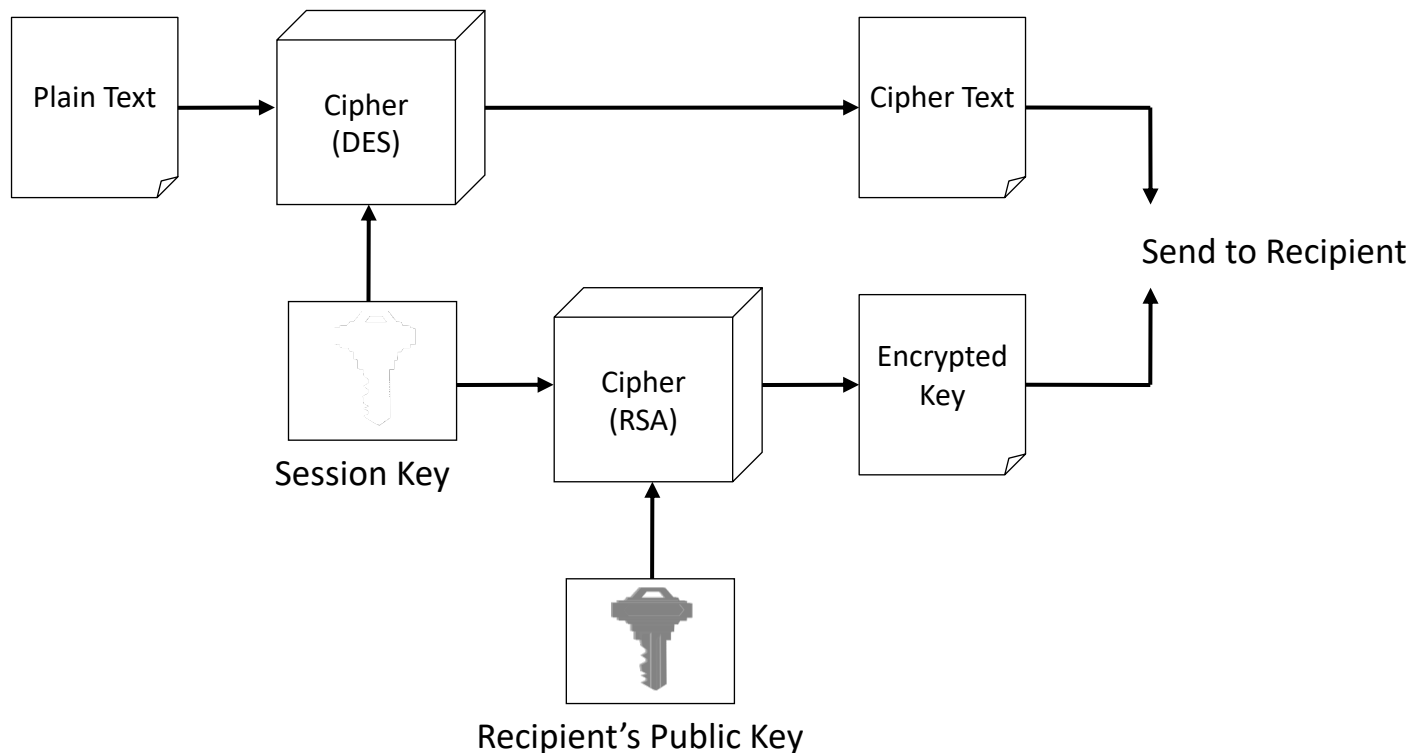 Plain Text
Cipher
(DES)
Cipher Text
Send to Recipient
Session Key
Cipher
(RSA)
Encrypted
Key
Recipient’s Public Key